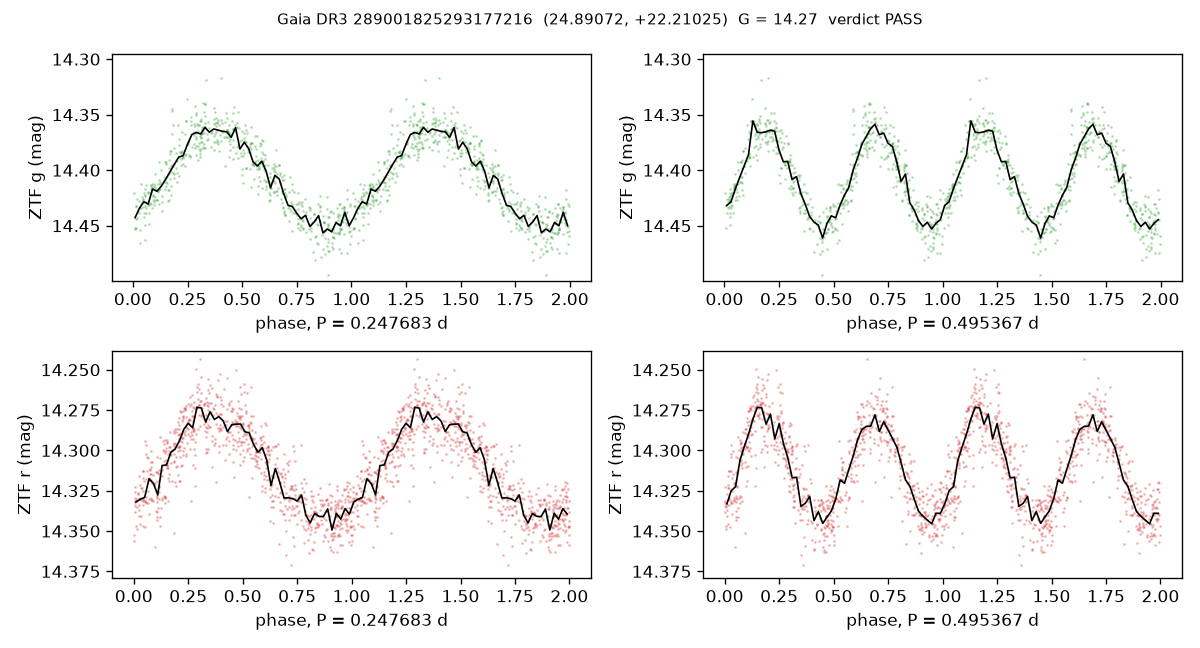 Gaia DR3 289001825293177216 (24.89072, +22.21025) G = 14.27 verdict PASS
ZTF g (mag)
14.30
14.35
14.40
14.45
0.00 0.25 0.50 0.75 1.00 1.25 1.50 1.75 2.00
phase, P = 0.247683 d
ZTF g (mag)
14.30
14.35
14.40
14.45
0.00 0.25 0.50 0.75 1.00 1.25 1.50 1.75 2.00
phase, P = 0.495367 d
ZTF r (mag)
14.250
14.275
14.300
14.325
14.350
14.375
0.00 0.25 0.50 0.75 1.00 1.25 1.50 1.75 2.00
phase, P = 0.247683 d
ZTF r (mag)
14.250
14.275
14.300
14.325
14.350
14.375
0.00 0.25 0.50 0.75 1.00 1.25 1.50 1.75 2.00
phase, P = 0.495367 d